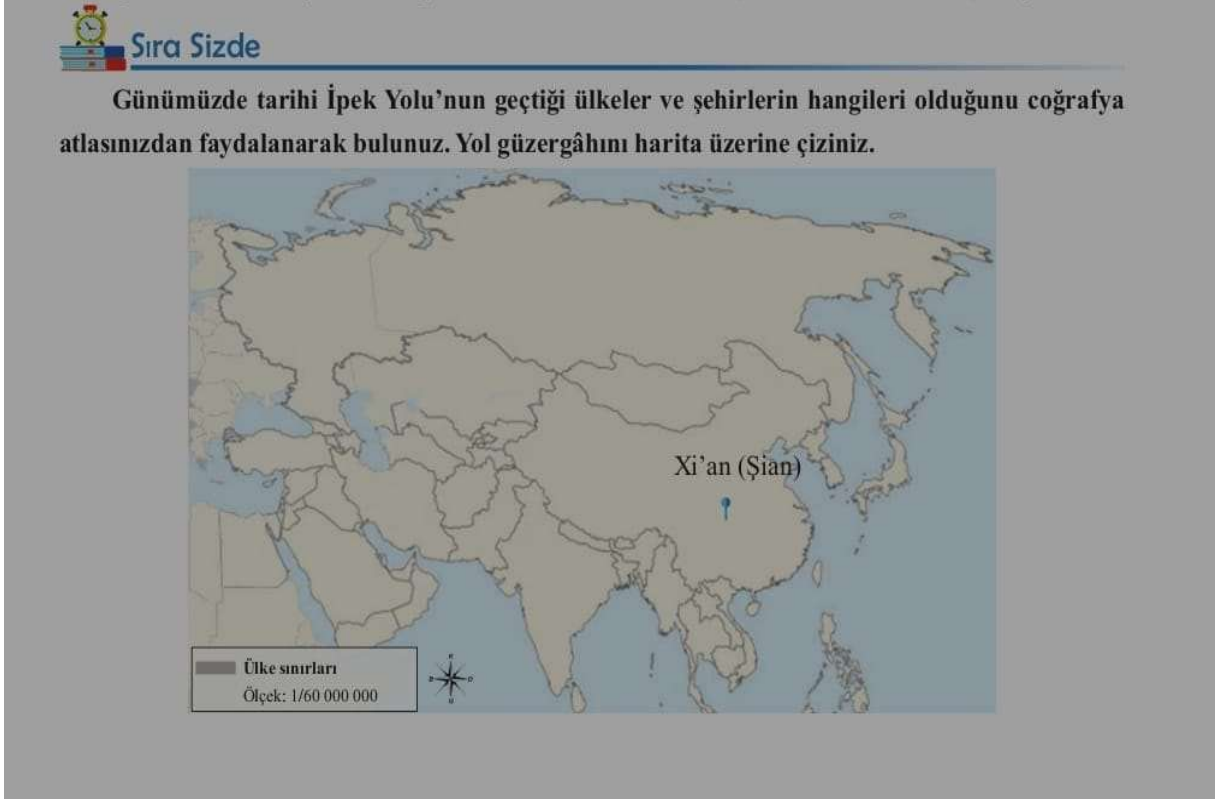 Sıra Sizde
Günümüzde tarihi İpek Yolu’nun geçtiği ülkeler ve şehirlerin hangileri olduğunu coğrafya
atlasınızdan faydalanarak bulunuz. Yol güzergâhını harita üzerine çiziniz.
Xi’an (Şian)
Ülke sınırları
Ölçek: 1/60 000 000
K
B
D
G